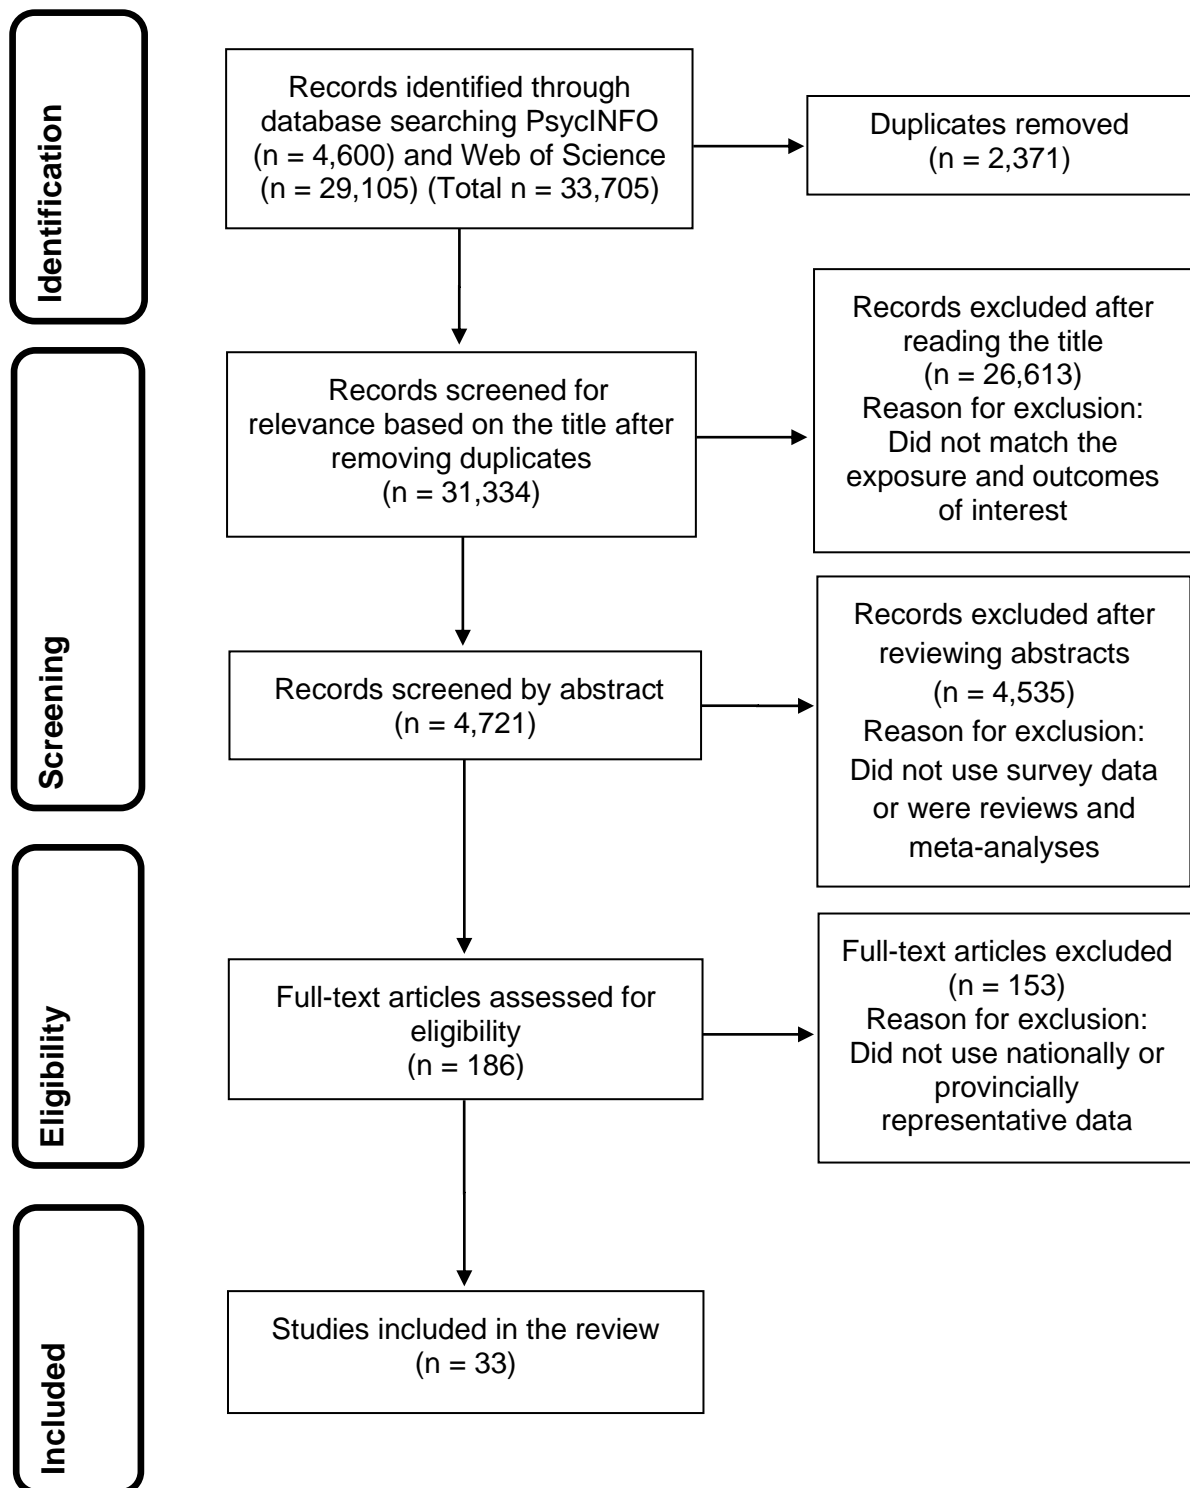 Identification
Records identified through
database searching PsycINFO
(n = 4,600) and Web of Science
(n = 29,105) (Total n = 33,705)
Duplicates removed
(n = 2,371)
Screening
Records screened for
relevance based on the title after
removing duplicates
(n = 31,334)
Records excluded after
reading the title
(n = 26,613)
Reason for exclusion:
Did not match the
exposure and outcomes
of interest
Records screened by abstract
(n = 4,721)
Records excluded after
reviewing abstracts
(n = 4,535)
Reason for exclusion:
Did not use survey data
or were reviews and
meta-analyses
Eligibility
Full-text articles assessed for
eligibility
(n = 186)
Full-text articles excluded
(n = 153)
Reason for exclusion:
Did not use nationally or
provincially
representative data
Included
Studies included in the review
(n = 33)